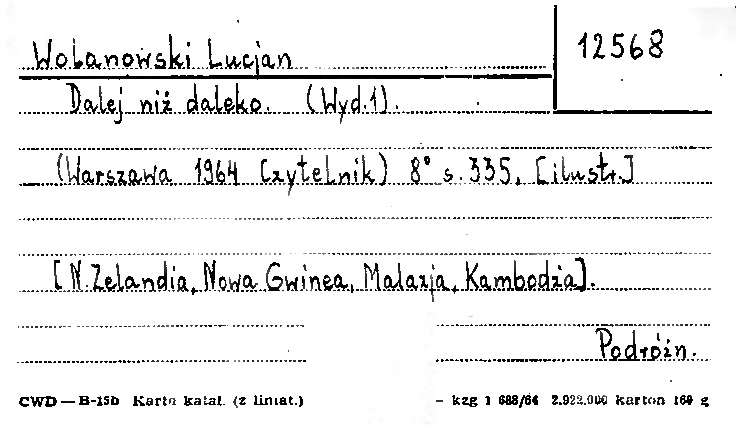 Wolanowski Lucjan
12568
Dalej niż daleko. (Wyd.1).
(Warszawa 1964 Czytelnik) 8° s.335, [ilustr.]
[N.Zelandia, Nowa Gwinea, Malazja, Kambodża].
Podróżn.
CWD — B-15b Karta katal. (z liniat.) – kzg 1 688/64 2.922.000 karton 160 g